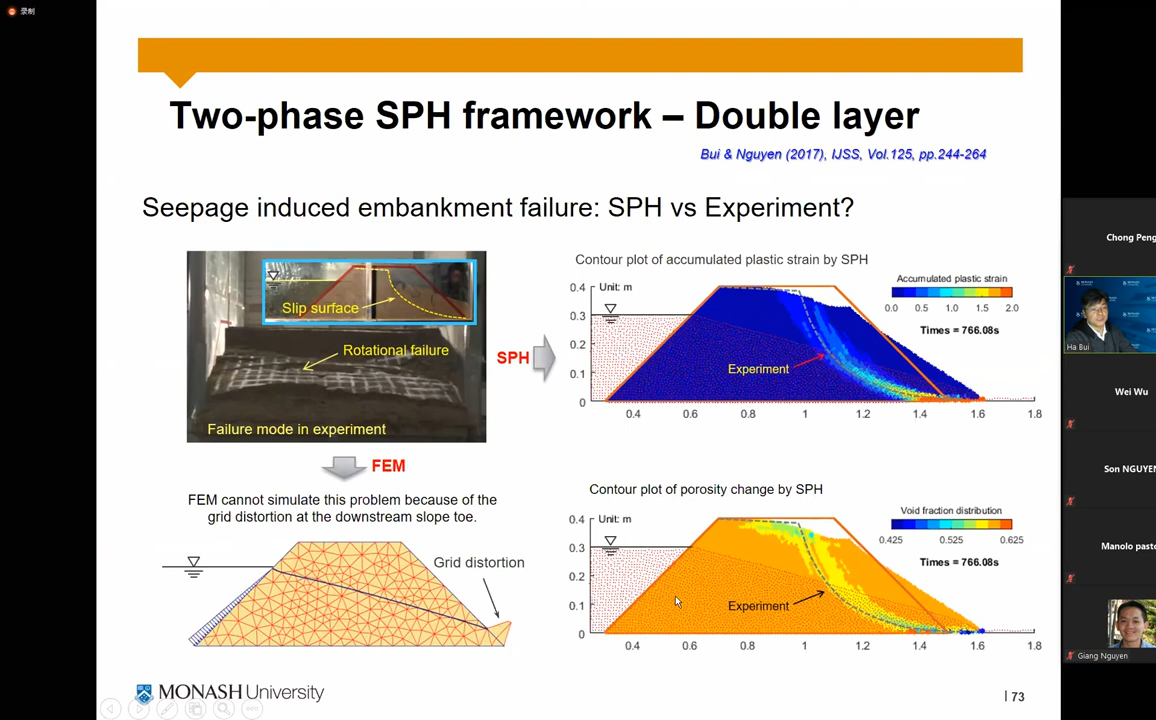 录制
Two-phase SPH framework – Double layer
Bui & Nguyen (2017), IJSS, Vol.125, pp.244-264
Seepage induced embankment failure: SPH vs Experiment?
Slip surface
Rotational failure
Failure mode in experiment
SPH
Contour plot of accumulated plastic strain by SPH
Unit: m
Accumulated plastic strain
0.0 0.5 1.0 1.5 2.0
Times = 766.08s
Experiment
0.4
0.3
0.2
0.1
0
0.4 0.6 0.8 1 1.2 1.4 1.6 1.8
FEM
FEM cannot simulate this problem because of the
grid distortion at the downstream slope toe.
Grid distortion
Contour plot of porosity change by SPH
Unit: m
Void fraction distribution
0.425 0.525 0.625
Times = 766.08s
Experiment
0.4
0.3
0.2
0.1
0
0.4 0.6 0.8 1 1.2 1.4 1.6 1.8
MONASH University
| 73
Chong Peng
Ha Bui
Wei Wu
Son NGUYEN
Manolo pasto
Giang Nguyen